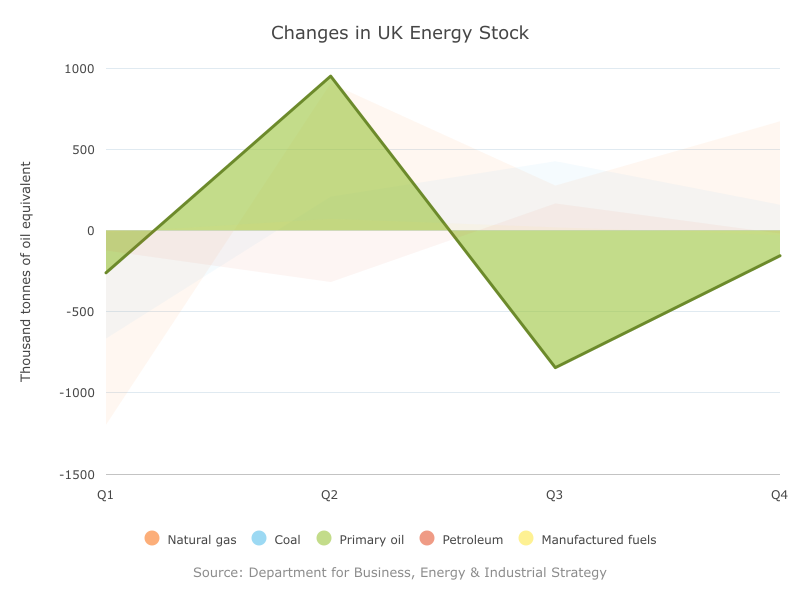 Changes in UK Energy Stock
Thousand tonnes of oil equivalent
1000
500
0
-500
-1000
-1500
Q1 Q2 Q3 Q4
Natural gas Coal Primary oil Petroleum Manufactured fuels
Source: Department for Business, Energy & Industrial Strategy